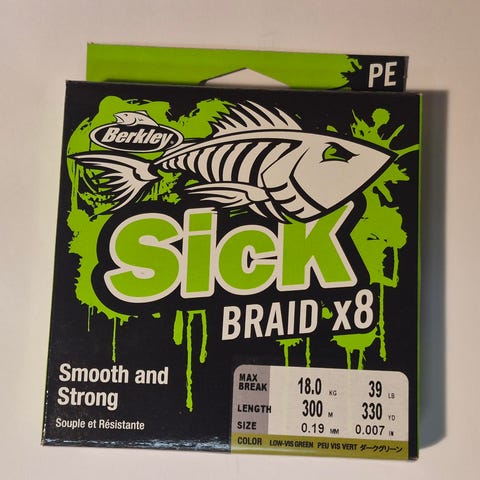 PE
Berkley
Sick
BRAID x8
Smooth and
Strong
Souple et Résistante
MAX BREAK 18.0 KG 39 LB
LENGTH 300 M 330 YD
SIZE 0.19 MM 0.007 IN
COLOR LOW-VIS GREEN PEU VIS VERT ダークグリーン